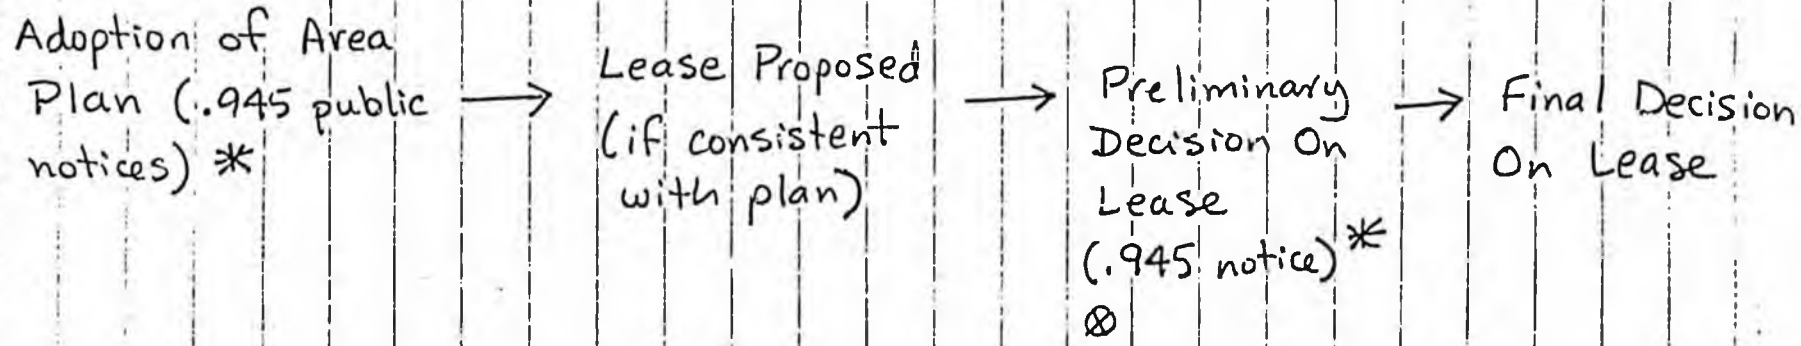 Adoption of Area
Plan (.945 public
notices) *
→
Lease Proposed
(if consistent
with plan)
→
Preliminary
Decision On
Lease
(.945 notice) *
⊗
→
Final Decision
On Lease